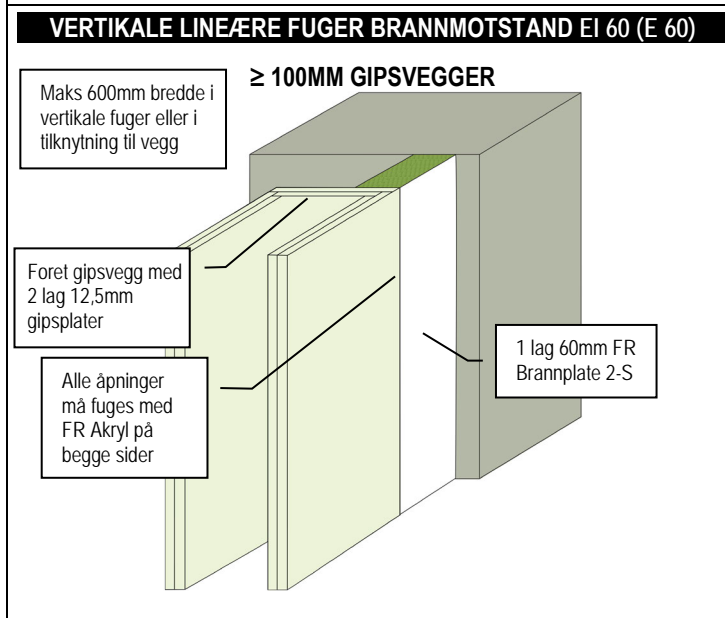 VERTIKALE LINEÆRE FUGER BRANNMOTSTAND EI 60 (E 60)
≥ 100MM GIPSVEGGER
Maks 600mm bredde i
vertikale fuger eller i
tilknytning til vegg
Foret gipsvegg med
2 lag 12,5mm
gipsplater
Alle åpninger
må fuges med
FR Akryl på
begge sider
1 lag 60mm FR
Brannplate 2-S